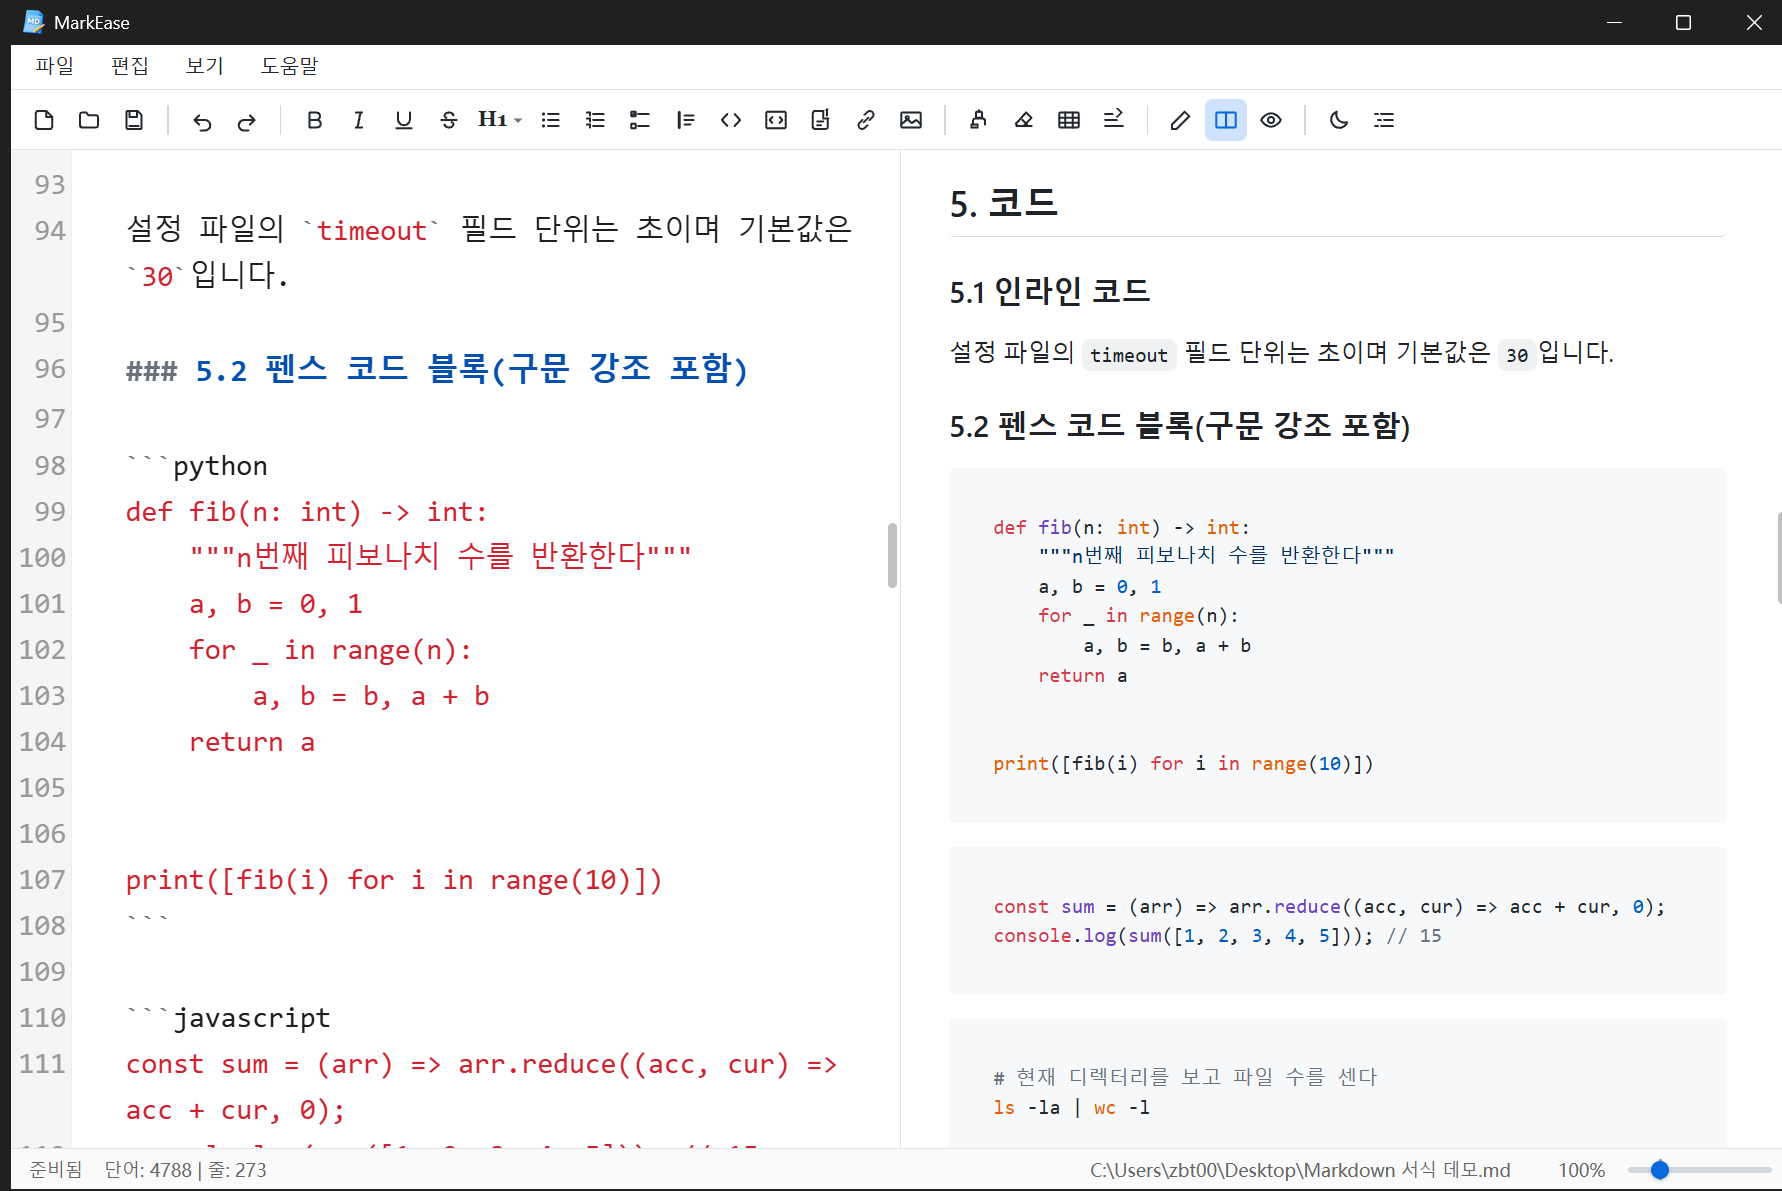 MarkEase
파일 편집 보기 도움말
H1
93
94 설정 파일의 `timeout` 필드 단위는 초이며 기본값은
`30`입니다.
95
96 ### 5.2 펜스 코드 블록(구문 강조 포함)
97
98 ```python
99 def fib(n: int) -> int:
100     """n번째 피보나치 수를 반환한다"""
101     a, b = 0, 1
102     for _ in range(n):
103         a, b = b, a + b
104     return a
105
106
107 print([fib(i) for i in range(10)])
108 ```
109
110 ```javascript
111 const sum = (arr) => arr.reduce((acc, cur) =>
acc + cur, 0);
5. 코드
5.1 인라인 코드
설정 파일의 timeout 필드 단위는 초이며 기본값은 30 입니다.
5.2 펜스 코드 블록(구문 강조 포함)
def fib(n: int) -> int:
    """n번째 피보나치 수를 반환한다"""
    a, b = 0, 1
    for _ in range(n):
        a, b = b, a + b
    return a
print([fib(i) for i in range(10)])
const sum = (arr) => arr.reduce((acc, cur) => acc + cur, 0);
console.log(sum([1, 2, 3, 4, 5])); // 15
# 현재 디렉터리를 보고 파일 수를 센다
ls -la | wc -l
준비됨 단어: 4788 | 줄: 273 C:\Users\zbt00\Desktop\Markdown 서식 데모.md 100%